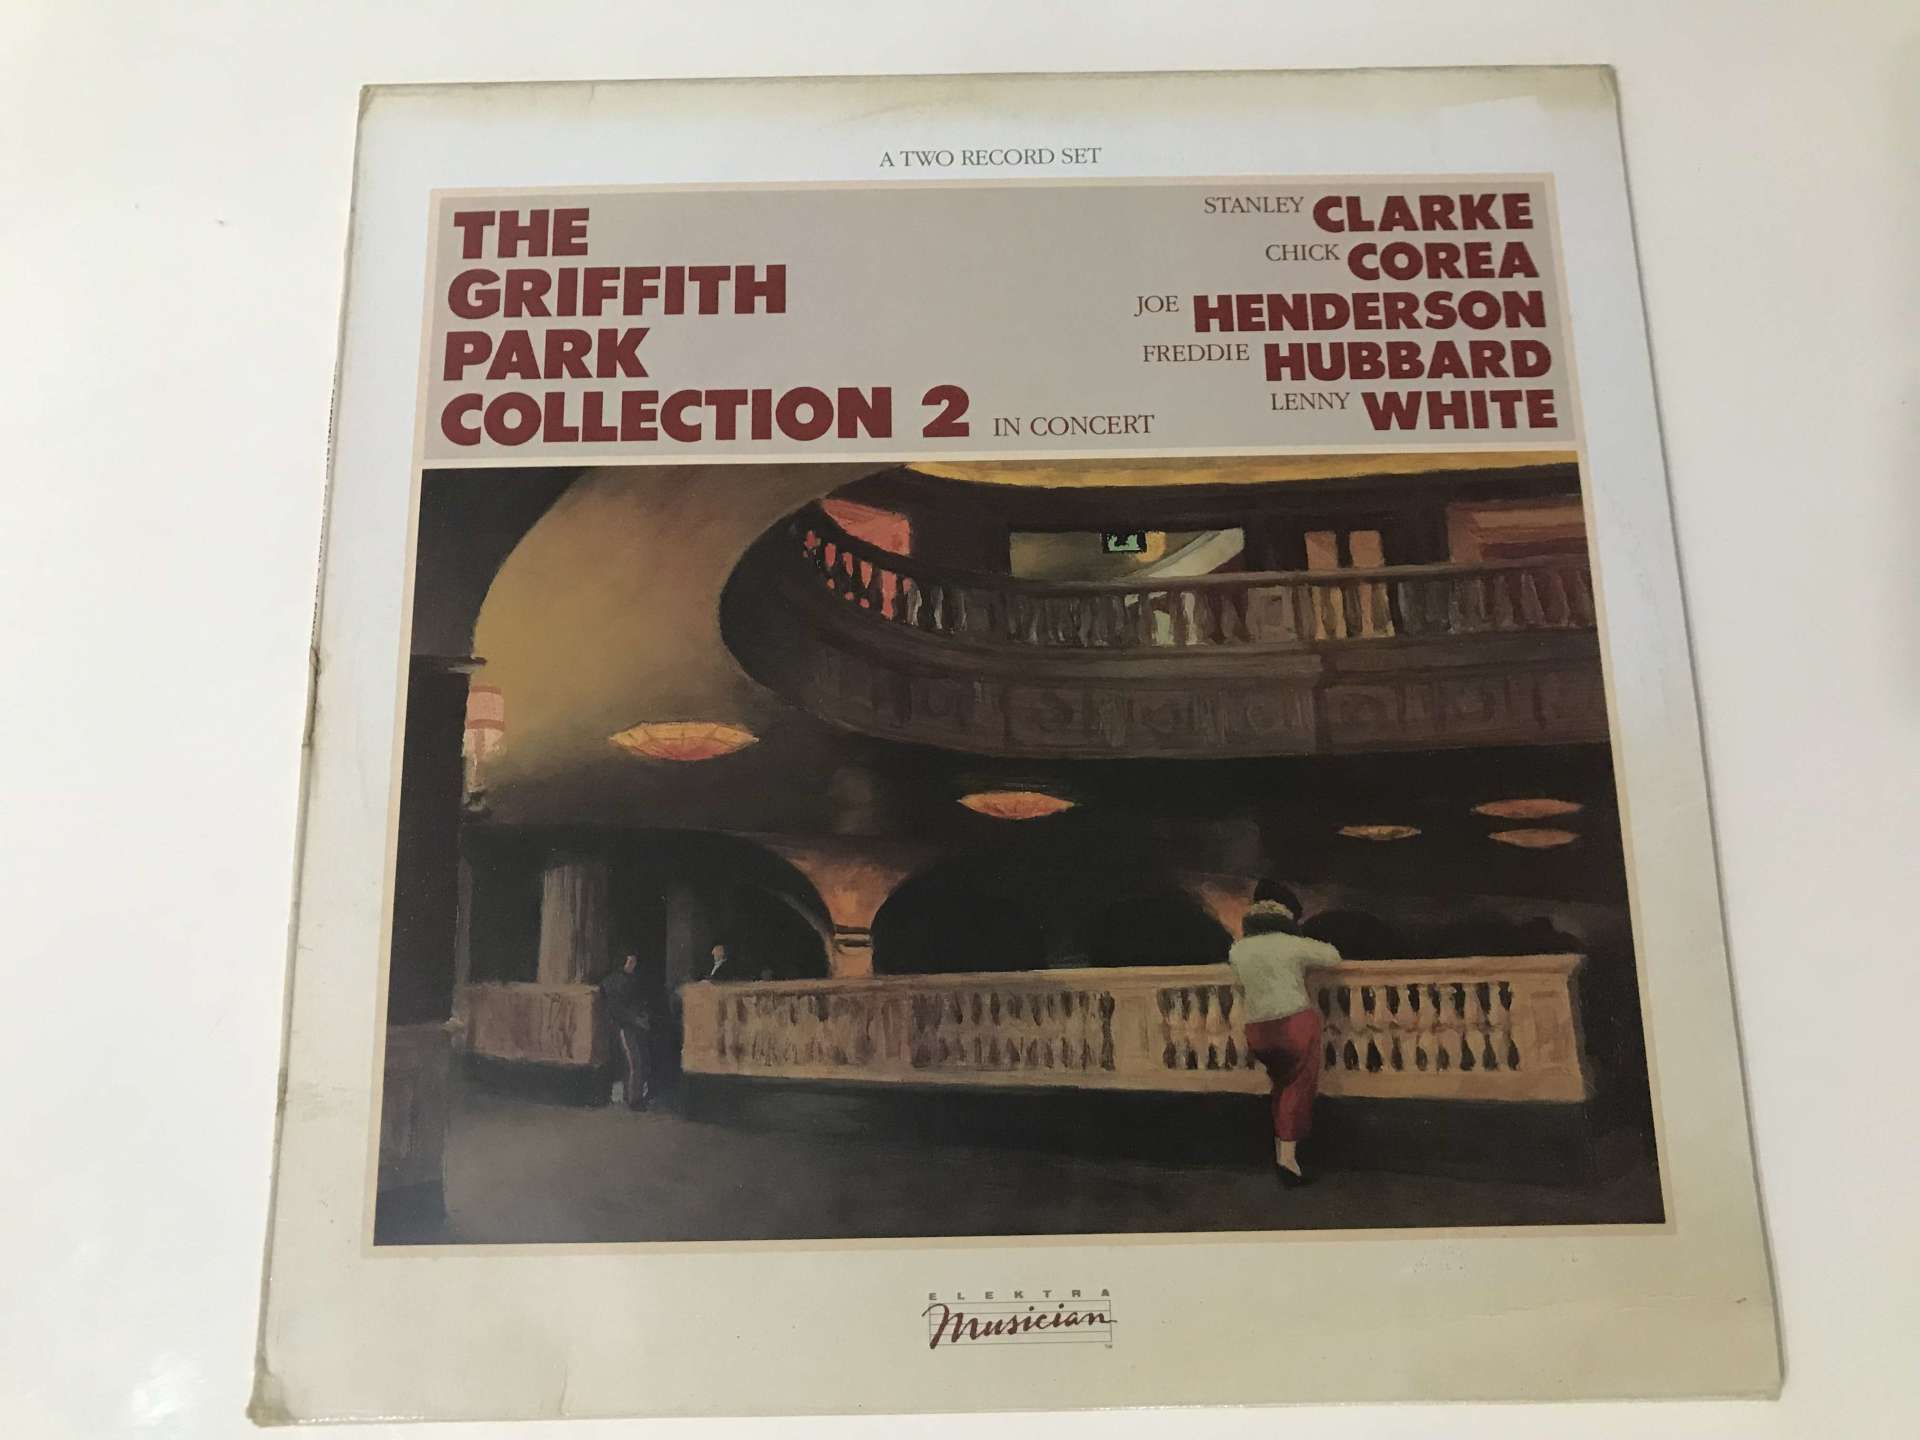 A TWO RECORD SET
THE
GRIFFITH
PARK
COLLECTION 2 IN CONCERT
STANLEY CLARKE
CHICK COREA
JOE HENDERSON
FREDDIE HUBBARD
LENNY WHITE
ELEKTRA
Musician